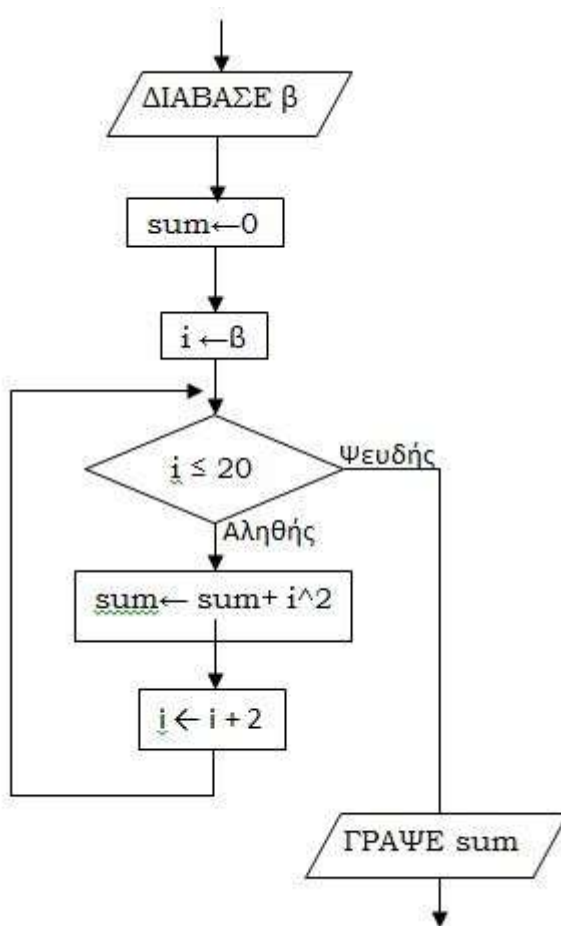 ΔΙΑΒΑΣΕ β
sum←0
i ←β
i ≤ 20
Ψευδής
Αληθής
sum← sum+ i^2
i ← i + 2
ΓΡΑΨΕ sum